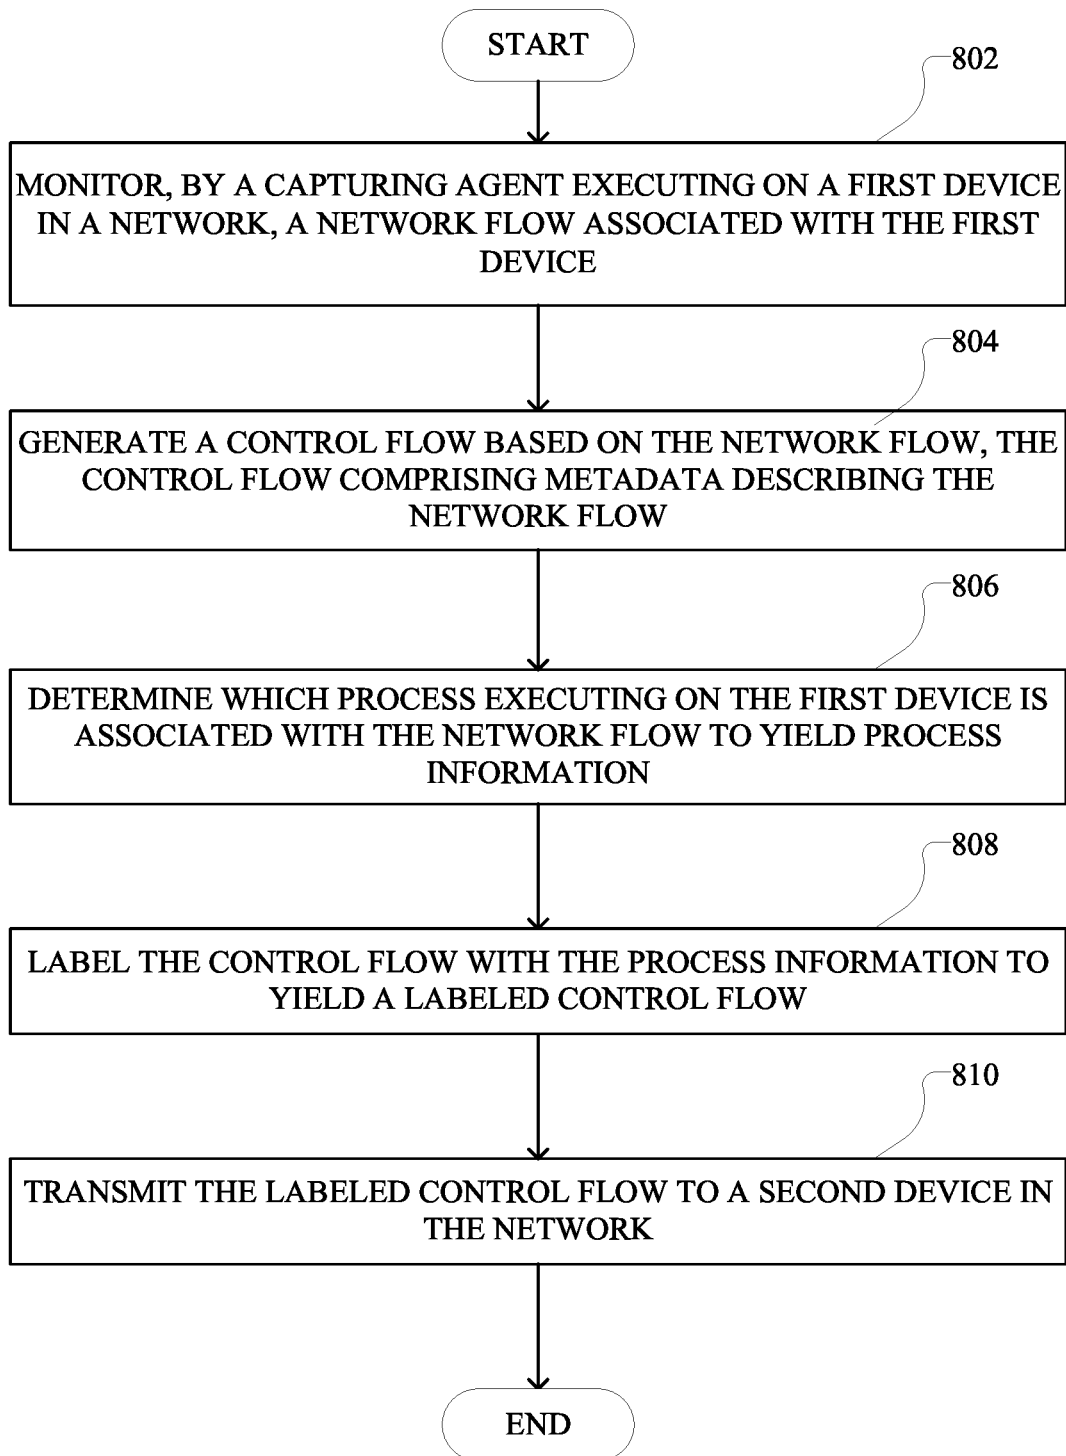 START
802
MONITOR, BY A CAPTURING AGENT EXECUTING ON A FIRST DEVICE
IN A NETWORK, A NETWORK FLOW ASSOCIATED WITH THE FIRST
DEVICE
804
GENERATE A CONTROL FLOW BASED ON THE NETWORK FLOW, THE
CONTROL FLOW COMPRISING METADATA DESCRIBING THE
NETWORK FLOW
806
DETERMINE WHICH PROCESS EXECUTING ON THE FIRST DEVICE IS
ASSOCIATED WITH THE NETWORK FLOW TO YIELD PROCESS
INFORMATION
808
LABEL THE CONTROL FLOW WITH THE PROCESS INFORMATION TO
YIELD A LABELED CONTROL FLOW
810
TRANSMIT THE LABELED CONTROL FLOW TO A SECOND DEVICE IN
THE NETWORK
END